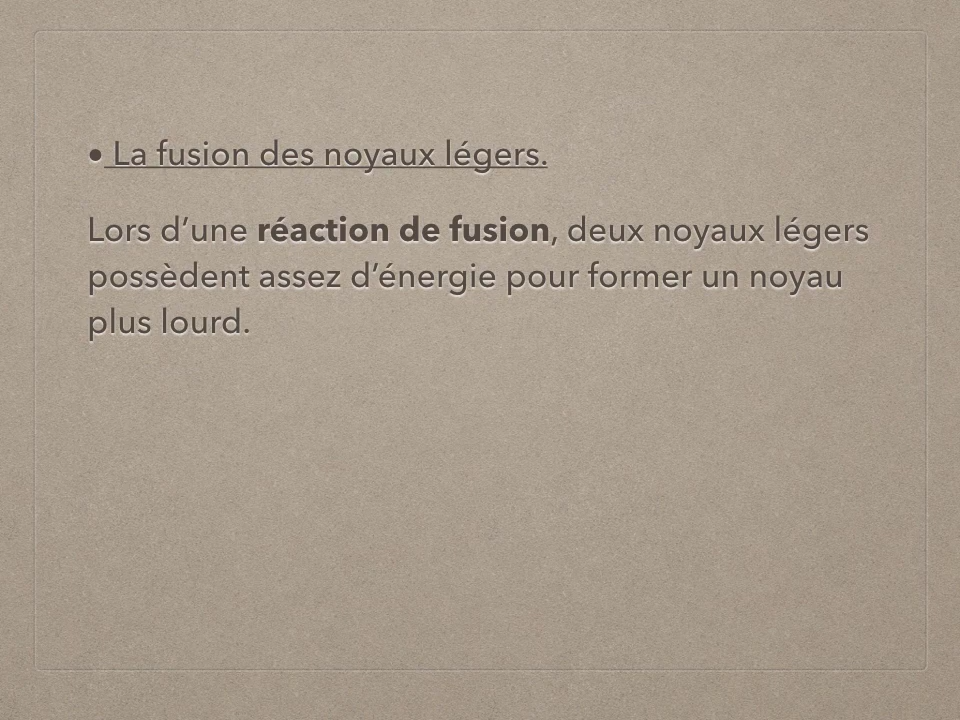 • La fusion des noyaux légers.
Lors d’une réaction de fusion, deux noyaux légers
possèdent assez d’énergie pour former un noyau
plus lourd.